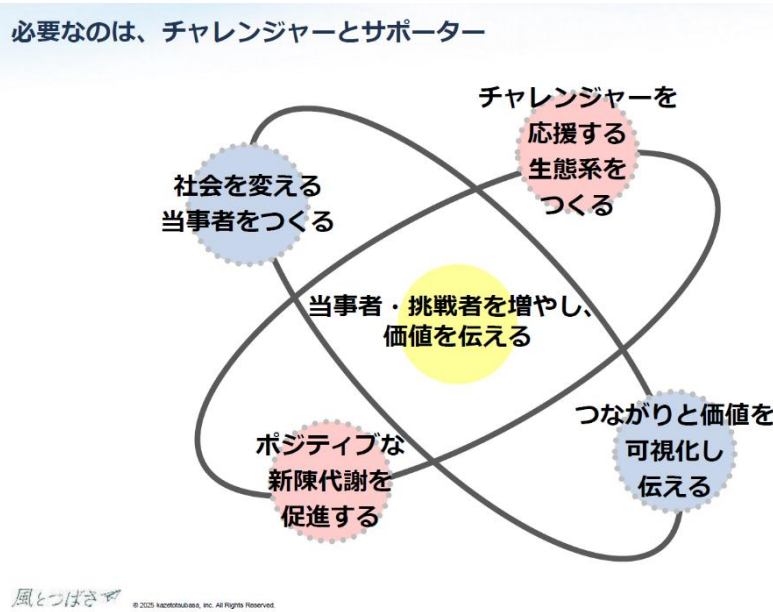 必要なのは、チャレンジャーとサポーター
チャレンジャーを
応援する
生態系を
つくる
社会を変える
当事者をつくる
当事者・挑戦者を増やし、
価値を伝える
つながりと価値を
可視化し
伝える
ポジティブな
新陳代謝を
促進する
風とつばさ
© 2025 kazetotsubasa, inc. All Rights Reserved.